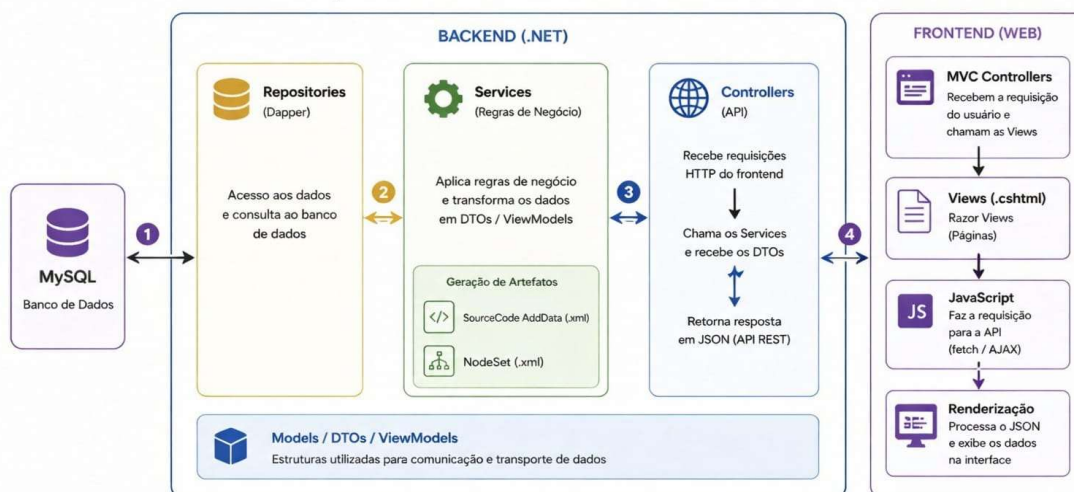 BACKEND (.NET)
FRONTEND (WEB)
1
MySQL
Banco de Dados
Repositories
(Dapper)
Acesso aos dados
e consulta ao banco
de dados
2
Services
(Regras de Negócio)
Aplica regras de negócio
e transforma os dados
em DTOs / ViewModels
Geração de Artefatos
</>
SourceCode AddData (.xml)
NodeSet (.xml)
3
Controllers
(API)
Recebe requisições
HTTP do frontend
Chama os Services
e recebe os DTOs
Retorna resposta
em JSON (API REST)
Models / DTOs / ViewModels
Estruturas utilizadas para comunicação e transporte de dados
4
MVC Controllers
Recebem a requisição
do usuário e
chamam as Views
Views (.cshtml)
Razor Views
(Páginas)
JS
JavaScript
Faz a requisição
para a API
(fetch / AJAX)
Renderização
Processa o JSON
e exibe os dados
na interface